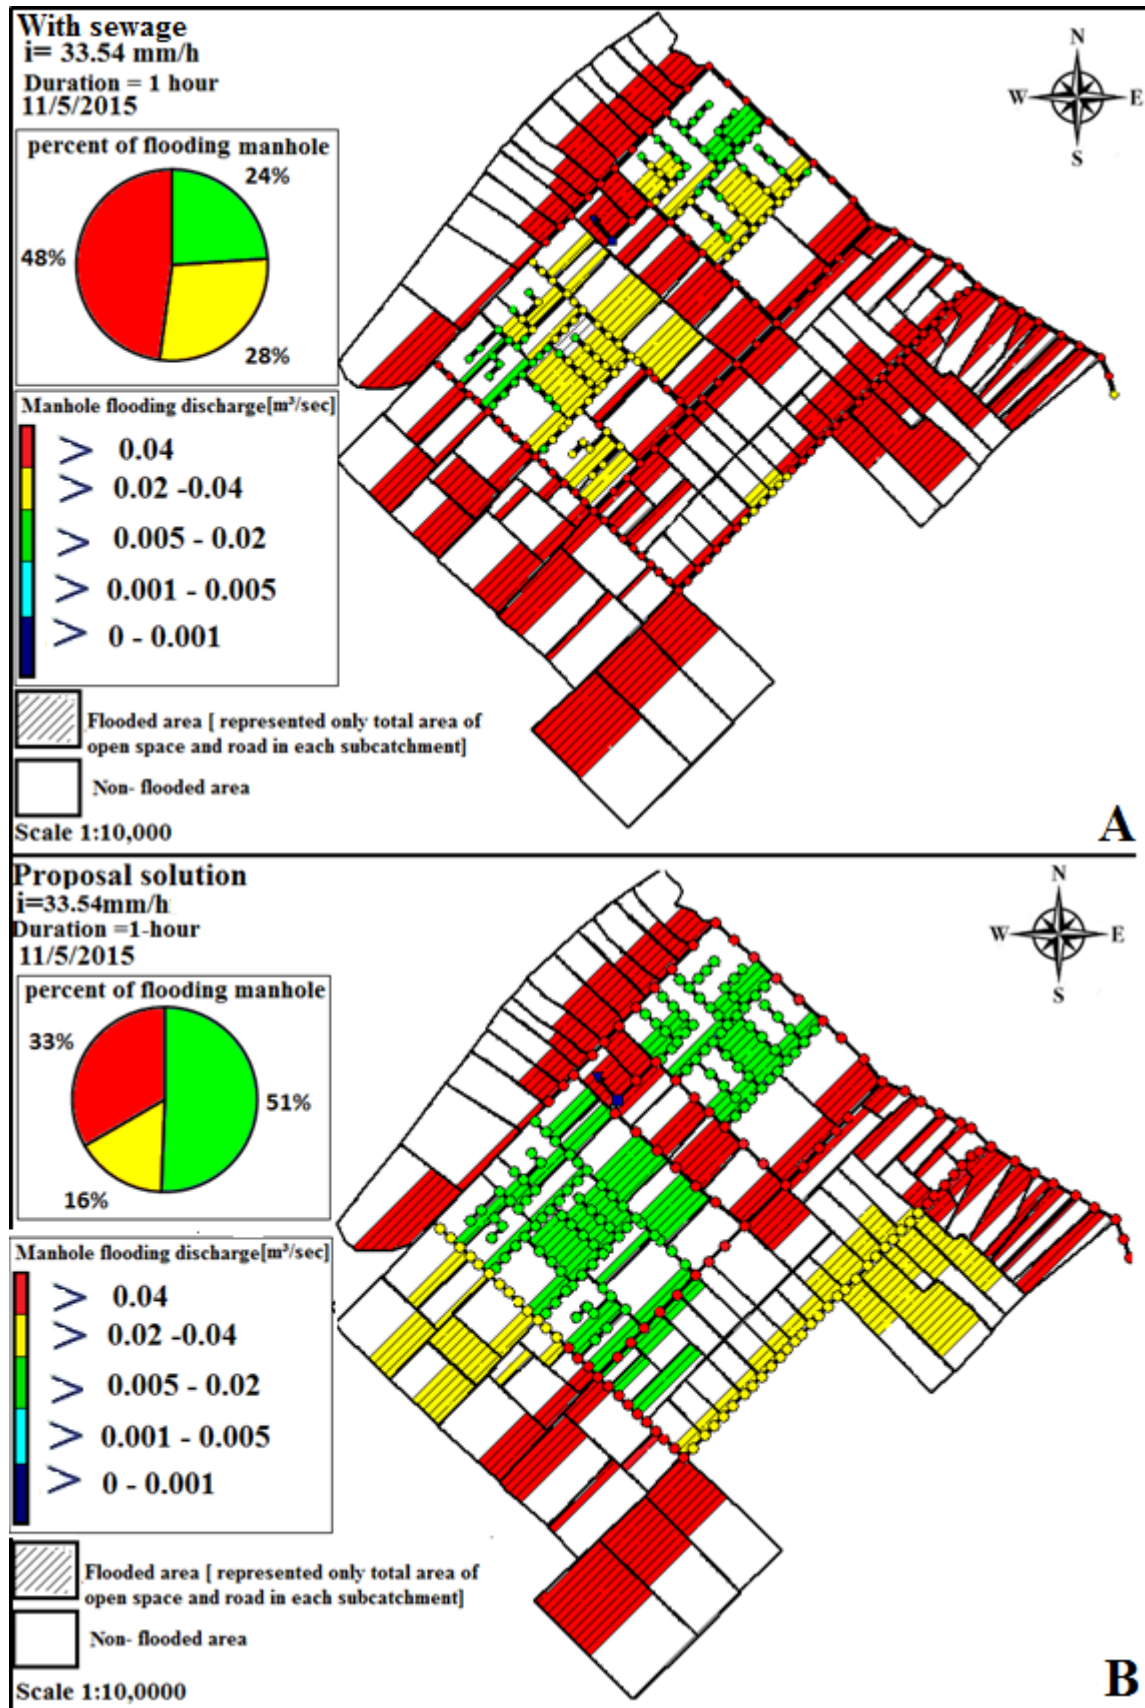 With sewage
i= 33.54 mm/h
Duration = 1 hour
11/5/2015
percent of flooding manhole
24%
48%
28%
Manhole flooding discharge[m³/sec]
> 0.04
> 0.02 -0.04
> 0.005 - 0.02
> 0.001 - 0.005
> 0 - 0.001
Flooded area [ represented only total area of
open space and road in each subcatchment]
Non- flooded area
Scale 1:10,000
N
W E
S
A
Proposal solution
i=33.54mm/h
Duration =1-hour
11/5/2015
percent of flooding manhole
33%
51%
16%
Manhole flooding discharge[m³/sec]
> 0.04
> 0.02 -0.04
> 0.005 - 0.02
> 0.001 - 0.005
> 0 - 0.001
Flooded area [ represented only total area of
open space and road in each subcatchment]
Non- flooded area
Scale 1:10,0000
N
W E
S
B